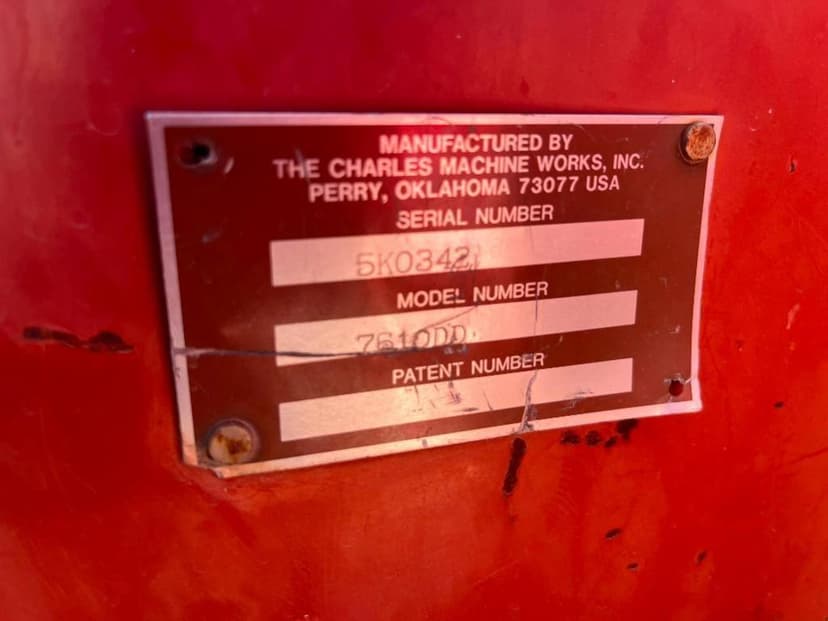 MANUFACTURED BY
THE CHARLES MACHINE WORKS, INC.
PERRY, OKLAHOMA 73077 USA
SERIAL NUMBER
5K0342
MODEL NUMBER
7610DD
PATENT NUMBER